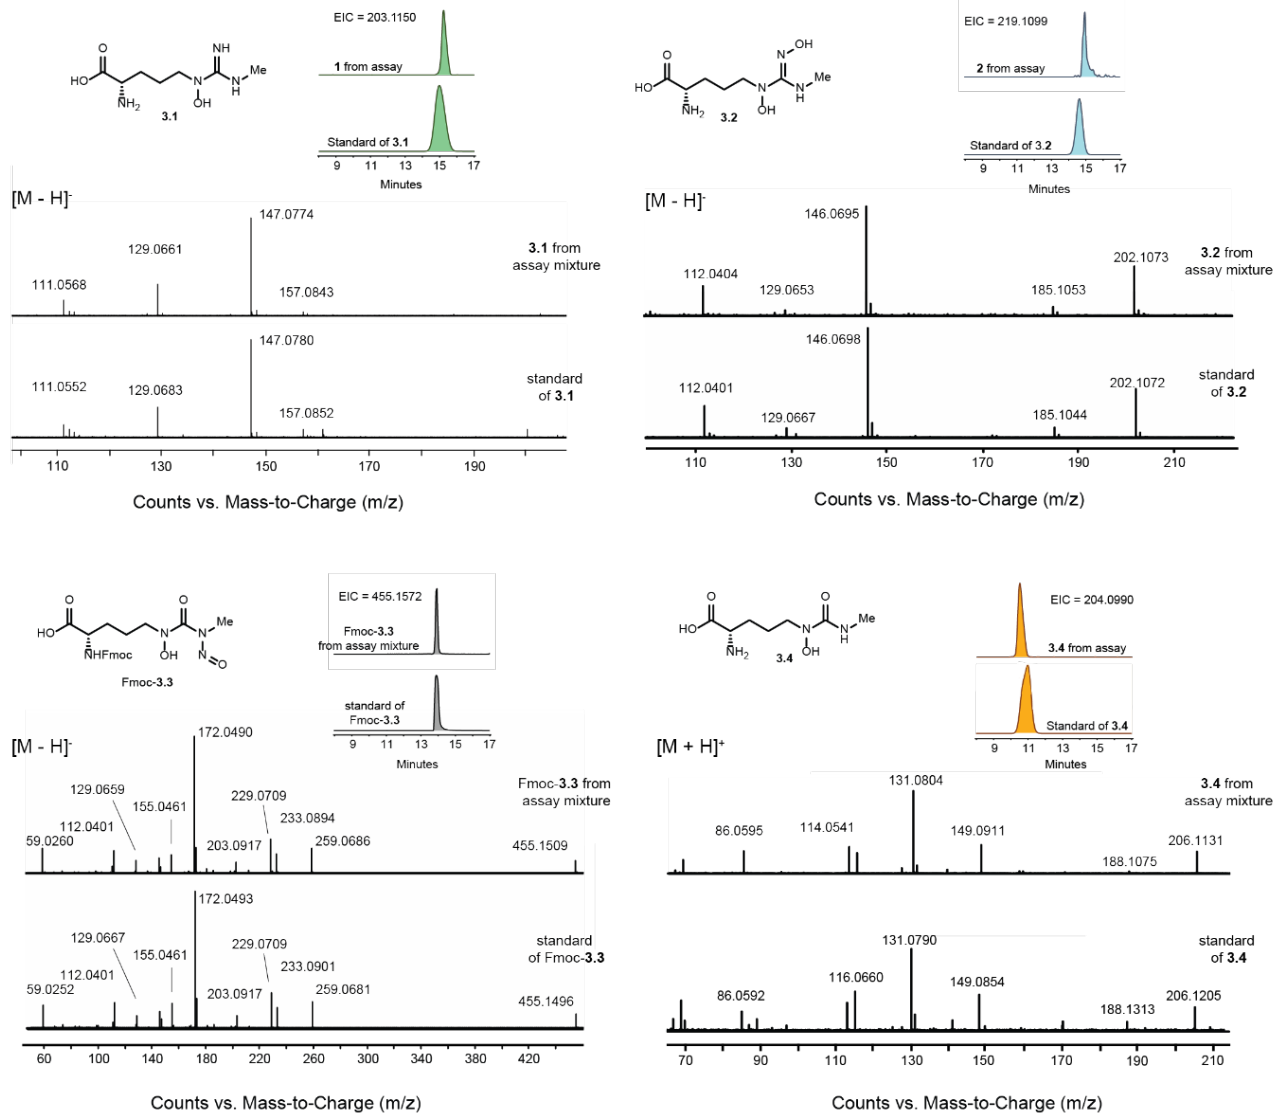 EIC = 203.1150
1 from assay
Standard of 3.1
9 11 13 15 17
Minutes
O
NH
HO
N
N
H
Me
NH2
OH
3.1
[M - H]-
147.0774
129.0661
111.0568
157.0843
3.1 from
assay mixture
147.0780
111.0552
129.0683
157.0852
standard
of 3.1
110 130 150 170 190
Counts vs. Mass-to-Charge (m/z)
EIC = 219.1099
2 from assay
Standard of 3.2
9 11 13 15 17
Minutes
O
N
OH
HO
N
N
H
Me
NH2
OH
3.2
[M - H]-
146.0695
112.0404
129.0653
185.1053
202.1073
3.2 from
assay mixture
146.0698
112.0401
129.0667
185.1044
202.1072
standard
of 3.2
110 130 150 170 190 210
Counts vs. Mass-to-Charge (m/z)
EIC = 455.1572
Fmoc-3.3
from assay mixture
standard of
Fmoc-3.3
9 11 13 15 17
Minutes
O
O
HO
N
N
Me
NHFmoc
OH
N
O
Fmoc-3.3
[M - H]-
172.0490
129.0659
155.0461
229.0709
112.0401
233.0894
59.0260
203.0917
259.0686
455.1509
Fmoc-3.3 from
assay mixture
172.0493
129.0667
155.0461
229.0709
112.0401
233.0901
59.0252
203.0917
259.0681
455.1496
standard
of Fmoc-3.3
60 100 140 180 220 260 300 340 380 420
Counts vs. Mass-to-Charge (m/z)
EIC = 204.0990
3.4 from assay
Standard of 3.4
9 11 13 15 17
Minutes
O
O
HO
N
N
H
Me
NH2
OH
3.4
[M + H]+
131.0804
86.0595
114.0541
149.0911
188.1075
206.1131
3.4 from
assay mixture
131.0790
86.0592
116.0660
149.0854
188.1313
206.1205
standard
of 3.4
70 90 110 130 150 170 190 210
Counts vs. Mass-to-Charge (m/z)